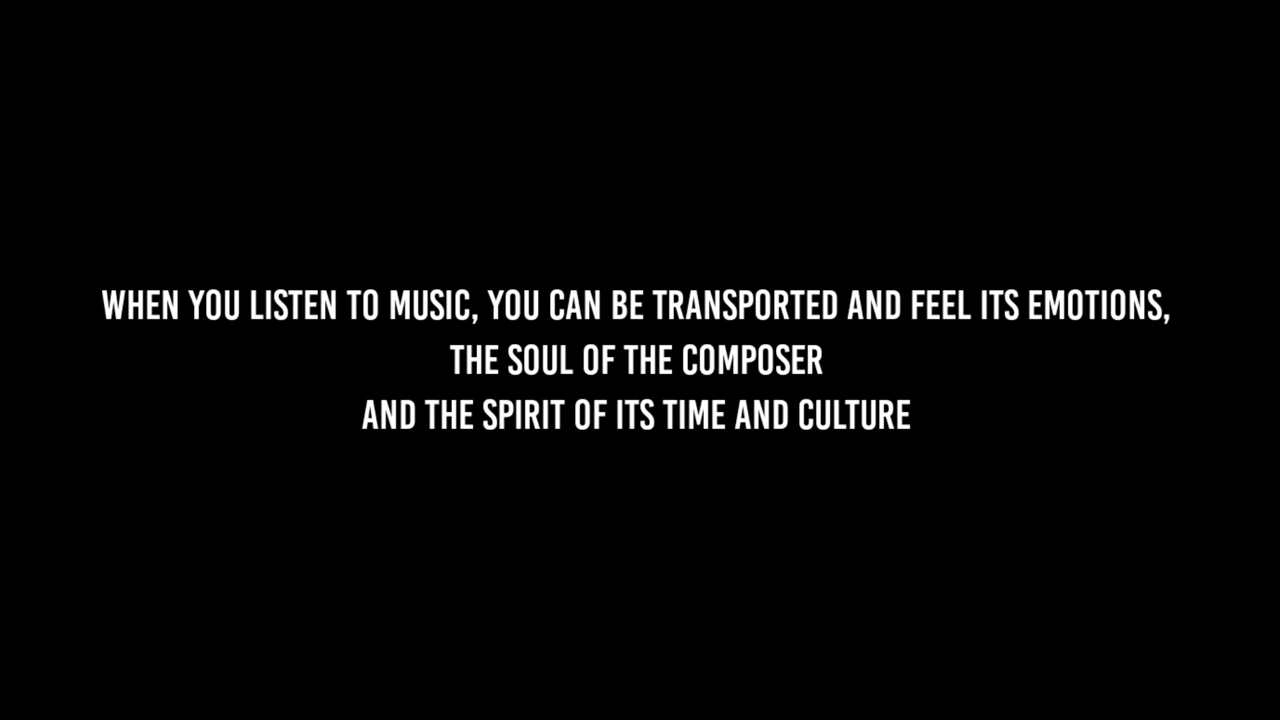 WHEN YOU LISTEN TO MUSIC, YOU CAN BE TRANSPORTED AND FEEL ITS EMOTIONS,
THE SOUL OF THE COMPOSER
AND THE SPIRIT OF ITS TIME AND CULTURE